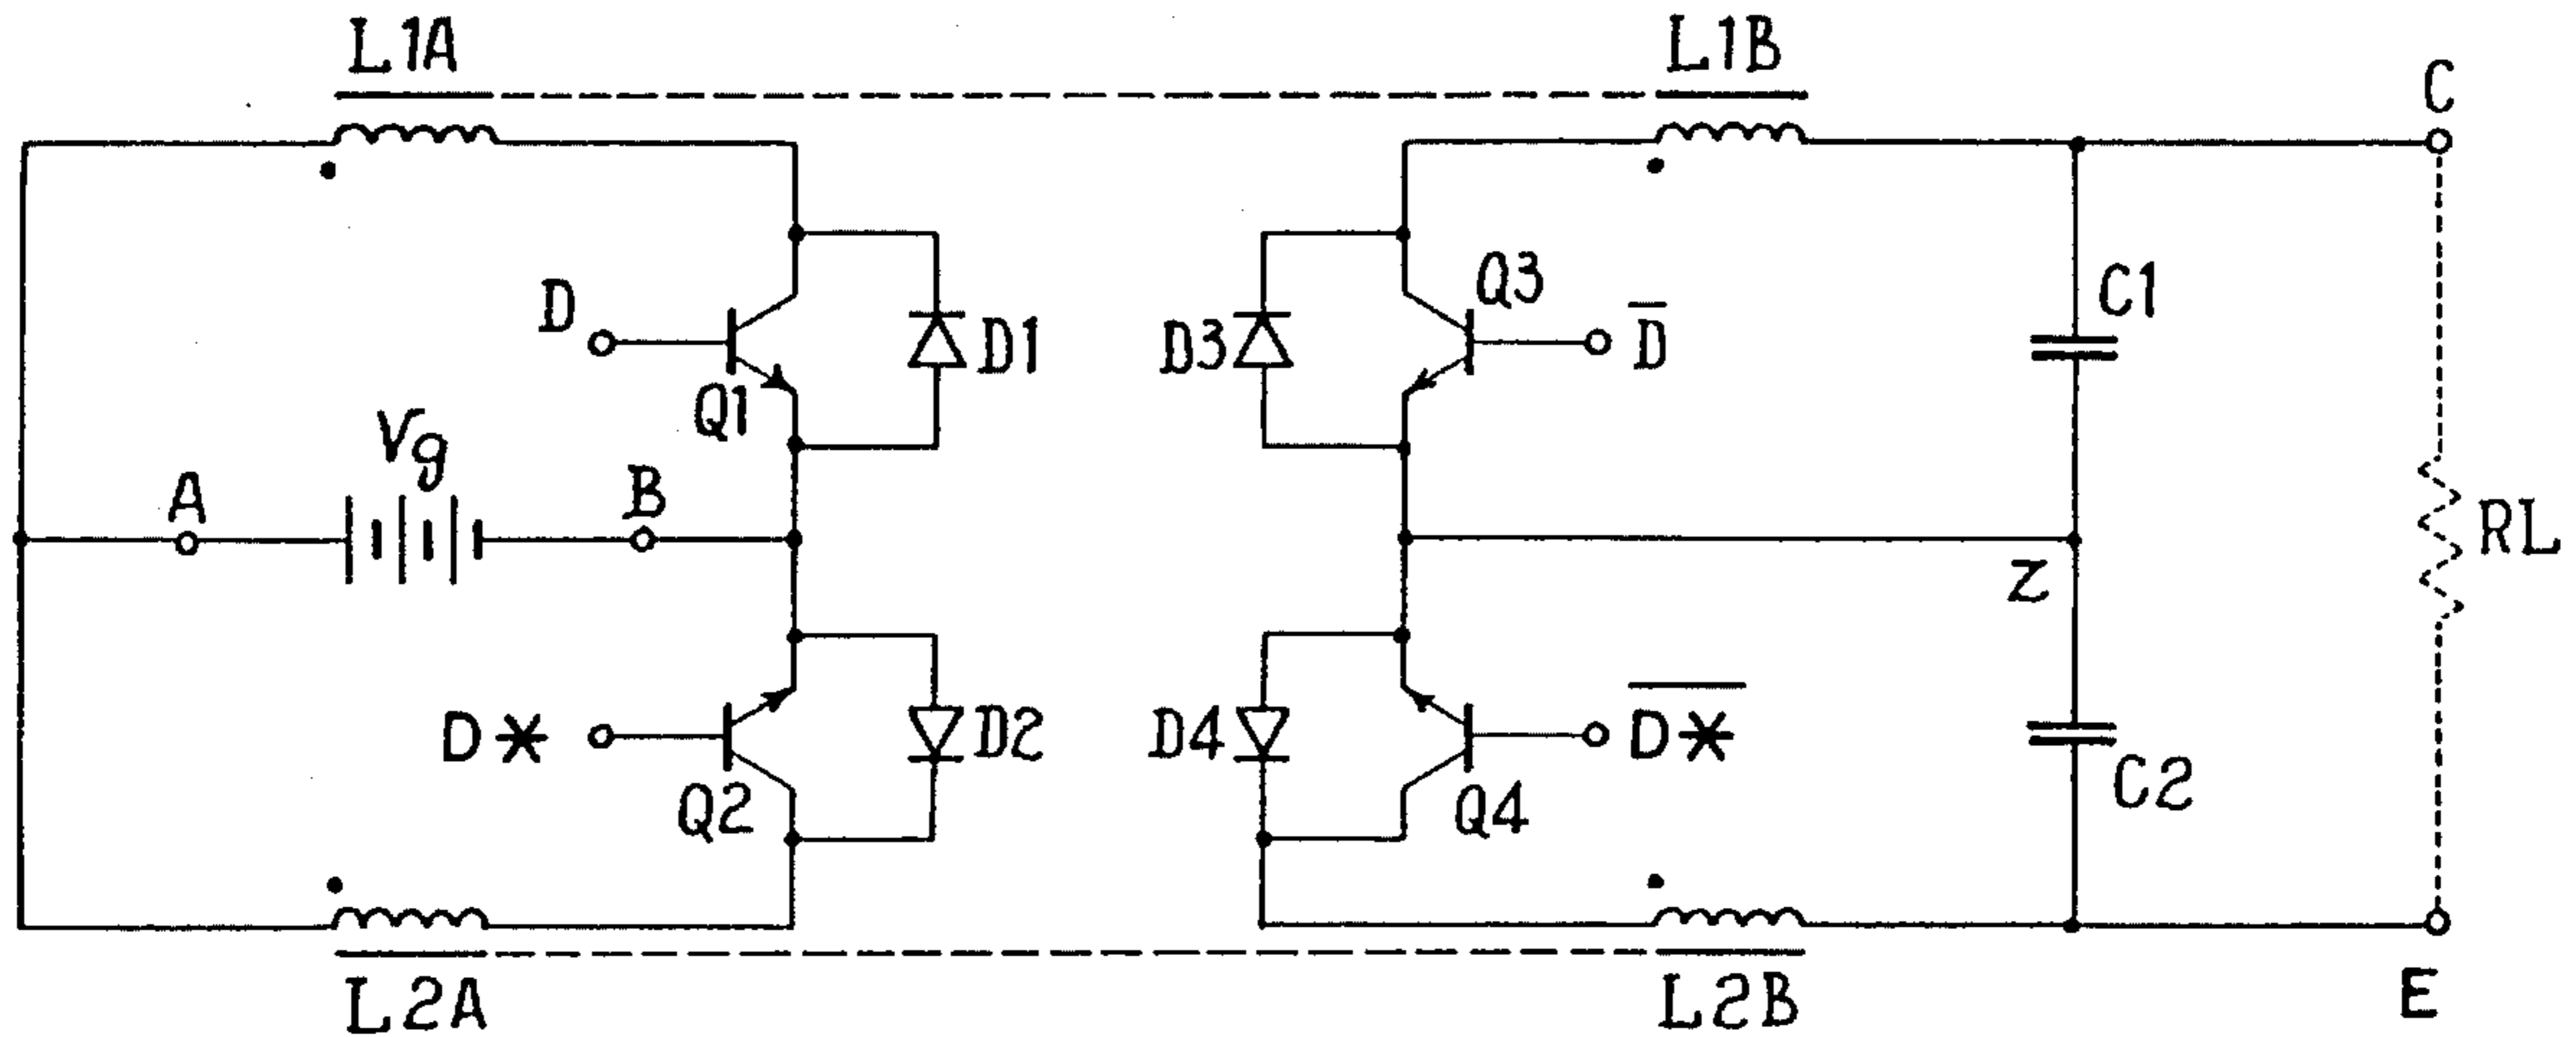 L1A
L1B
C
D
Q1
D1
D3
Q3
D̅
C1
A
Vg
B
Z
RL
D*
Q2
D2
D4
Q4
D̅*̅
C2
L2A
L2B
E